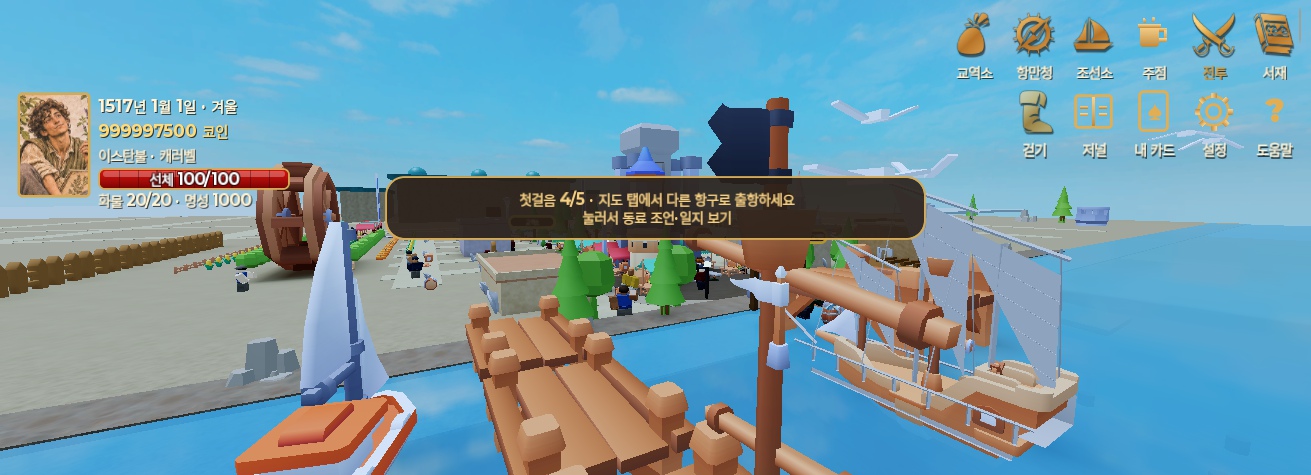 1517년 1월 1일 · 겨울
999997500 코인
이스탄불 · 캐러벨
선체 100/100
화물 20/20 · 명성 1000
첫걸음 4/5 · 지도 탭에서 다른 항구로 출항하세요
눌러서 동료 조언·일지 보기
교역소 항만청 조선소 주점 전투 서재
걷기 저널 내 카드 설정 도움말